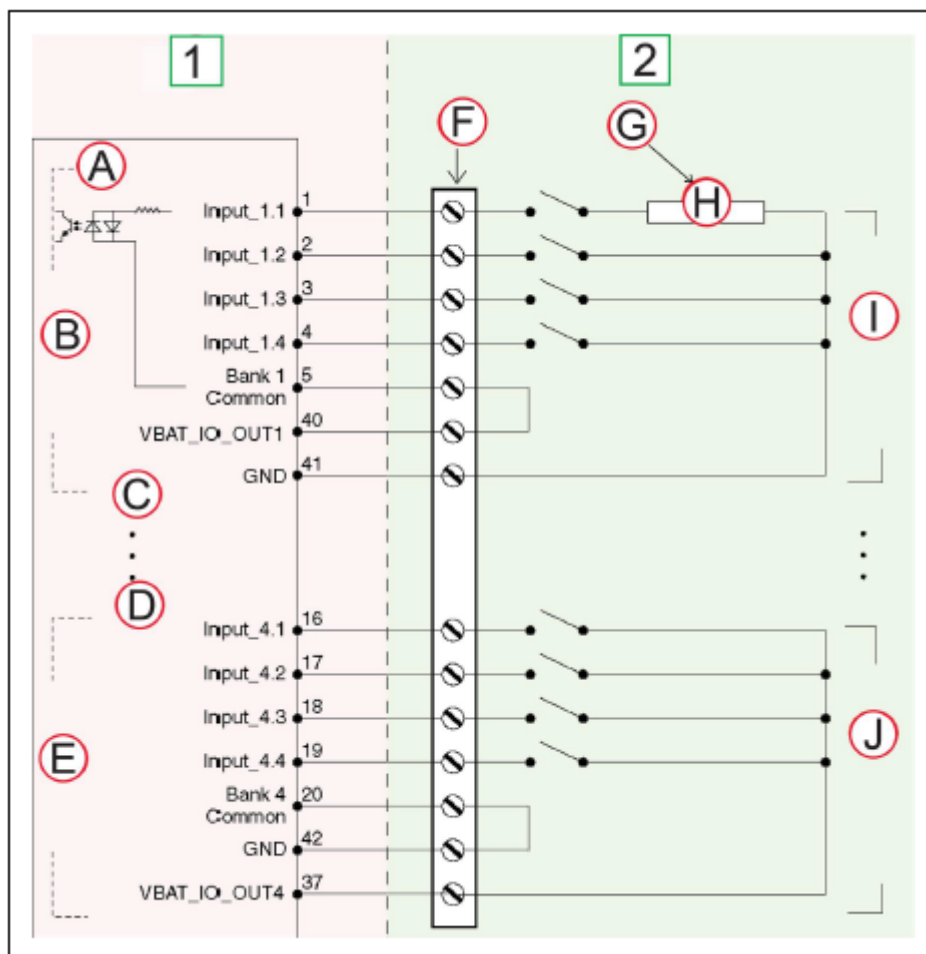 1
2
F
G
A
H
Input_1.1 1
Input_1.2 2
Input_1.3 3
I
B
Input_1.4 4
Bank 1
Common 5
VBAT_IO_OUT1 40
GND 41
C
D
Input_4.1 16
Input_4.2 17
Input_4.3 18
J
E
Input_4.4 19
Bank 4
Common 20
GND 42
VBAT_IO_OUT4 37